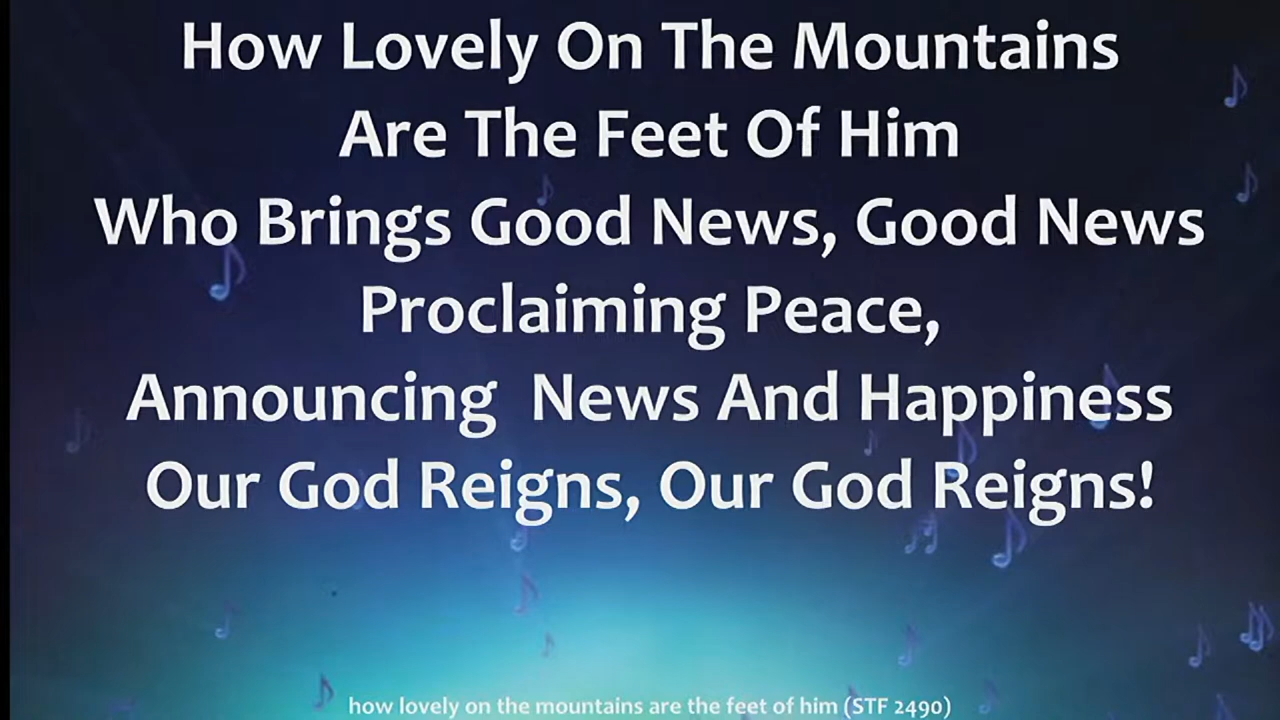 How Lovely On The Mountains
Are The Feet Of Him
Who Brings Good News, Good News
Proclaiming Peace,
Announcing  News And Happiness
Our God Reigns, Our God Reigns!
how lovely on the mountains are the feet of him (STF 2490)